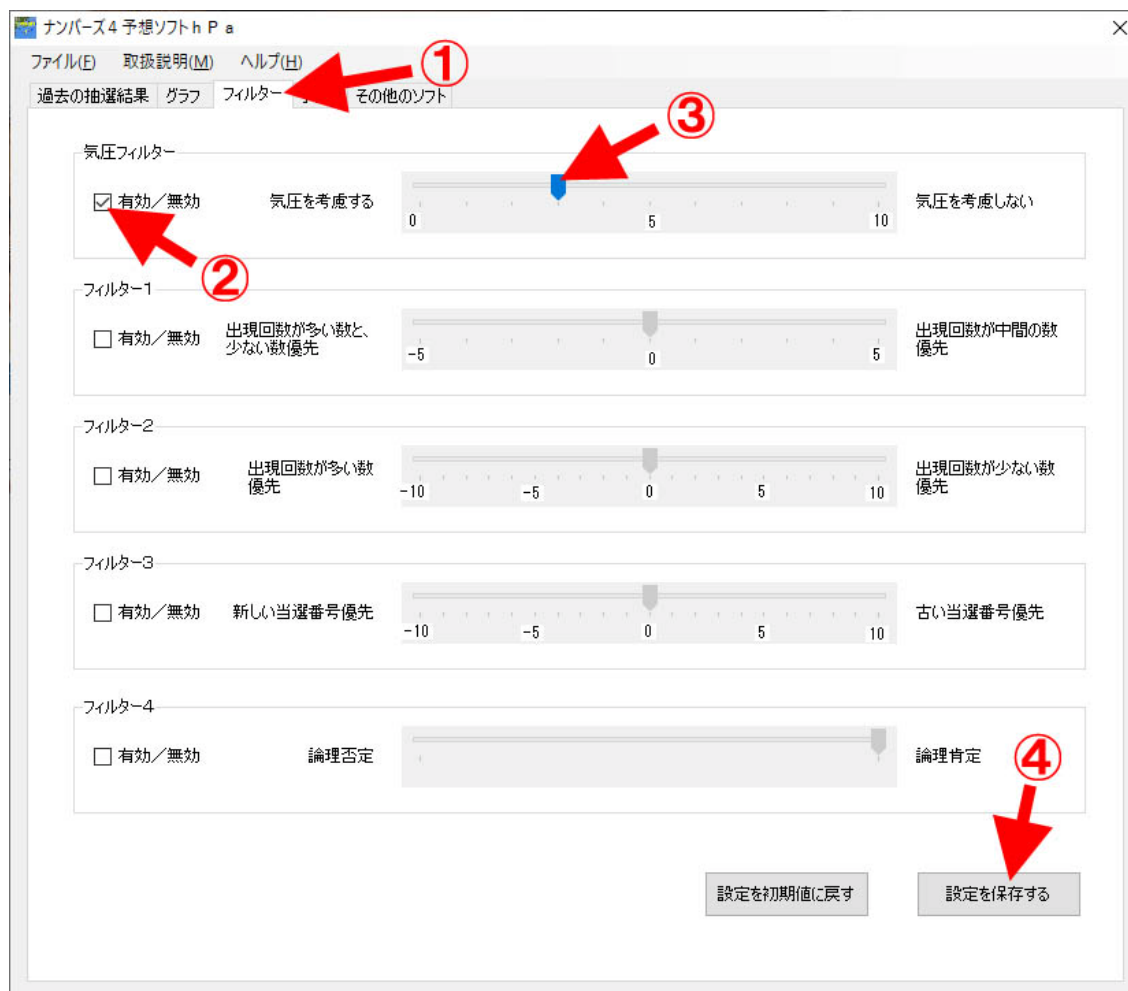 ナンバーズ4 予想ソフトｈＰａ
ファイル(F) 取扱説明(M) ヘルプ(H)
①
過去の抽選結果 グラフ フィルター その他のソフト
③
気圧フィルター
有効／無効 気圧を考慮する 0 5 10 気圧を考慮しない
②
フィルター1
有効／無効 出現回数が多い数と、
少ない数優先 -5 0 5 出現回数が中間の数
優先
フィルター2
有効／無効 出現回数が多い数
優先 -10 -5 0 5 10 出現回数が少ない数
優先
フィルター3
有効／無効 新しい当選番号優先 -10 -5 0 5 10 古い当選番号優先
フィルター4
有効／無効 論理否定 論理肯定
④
設定を初期値に戻す 設定を保存する